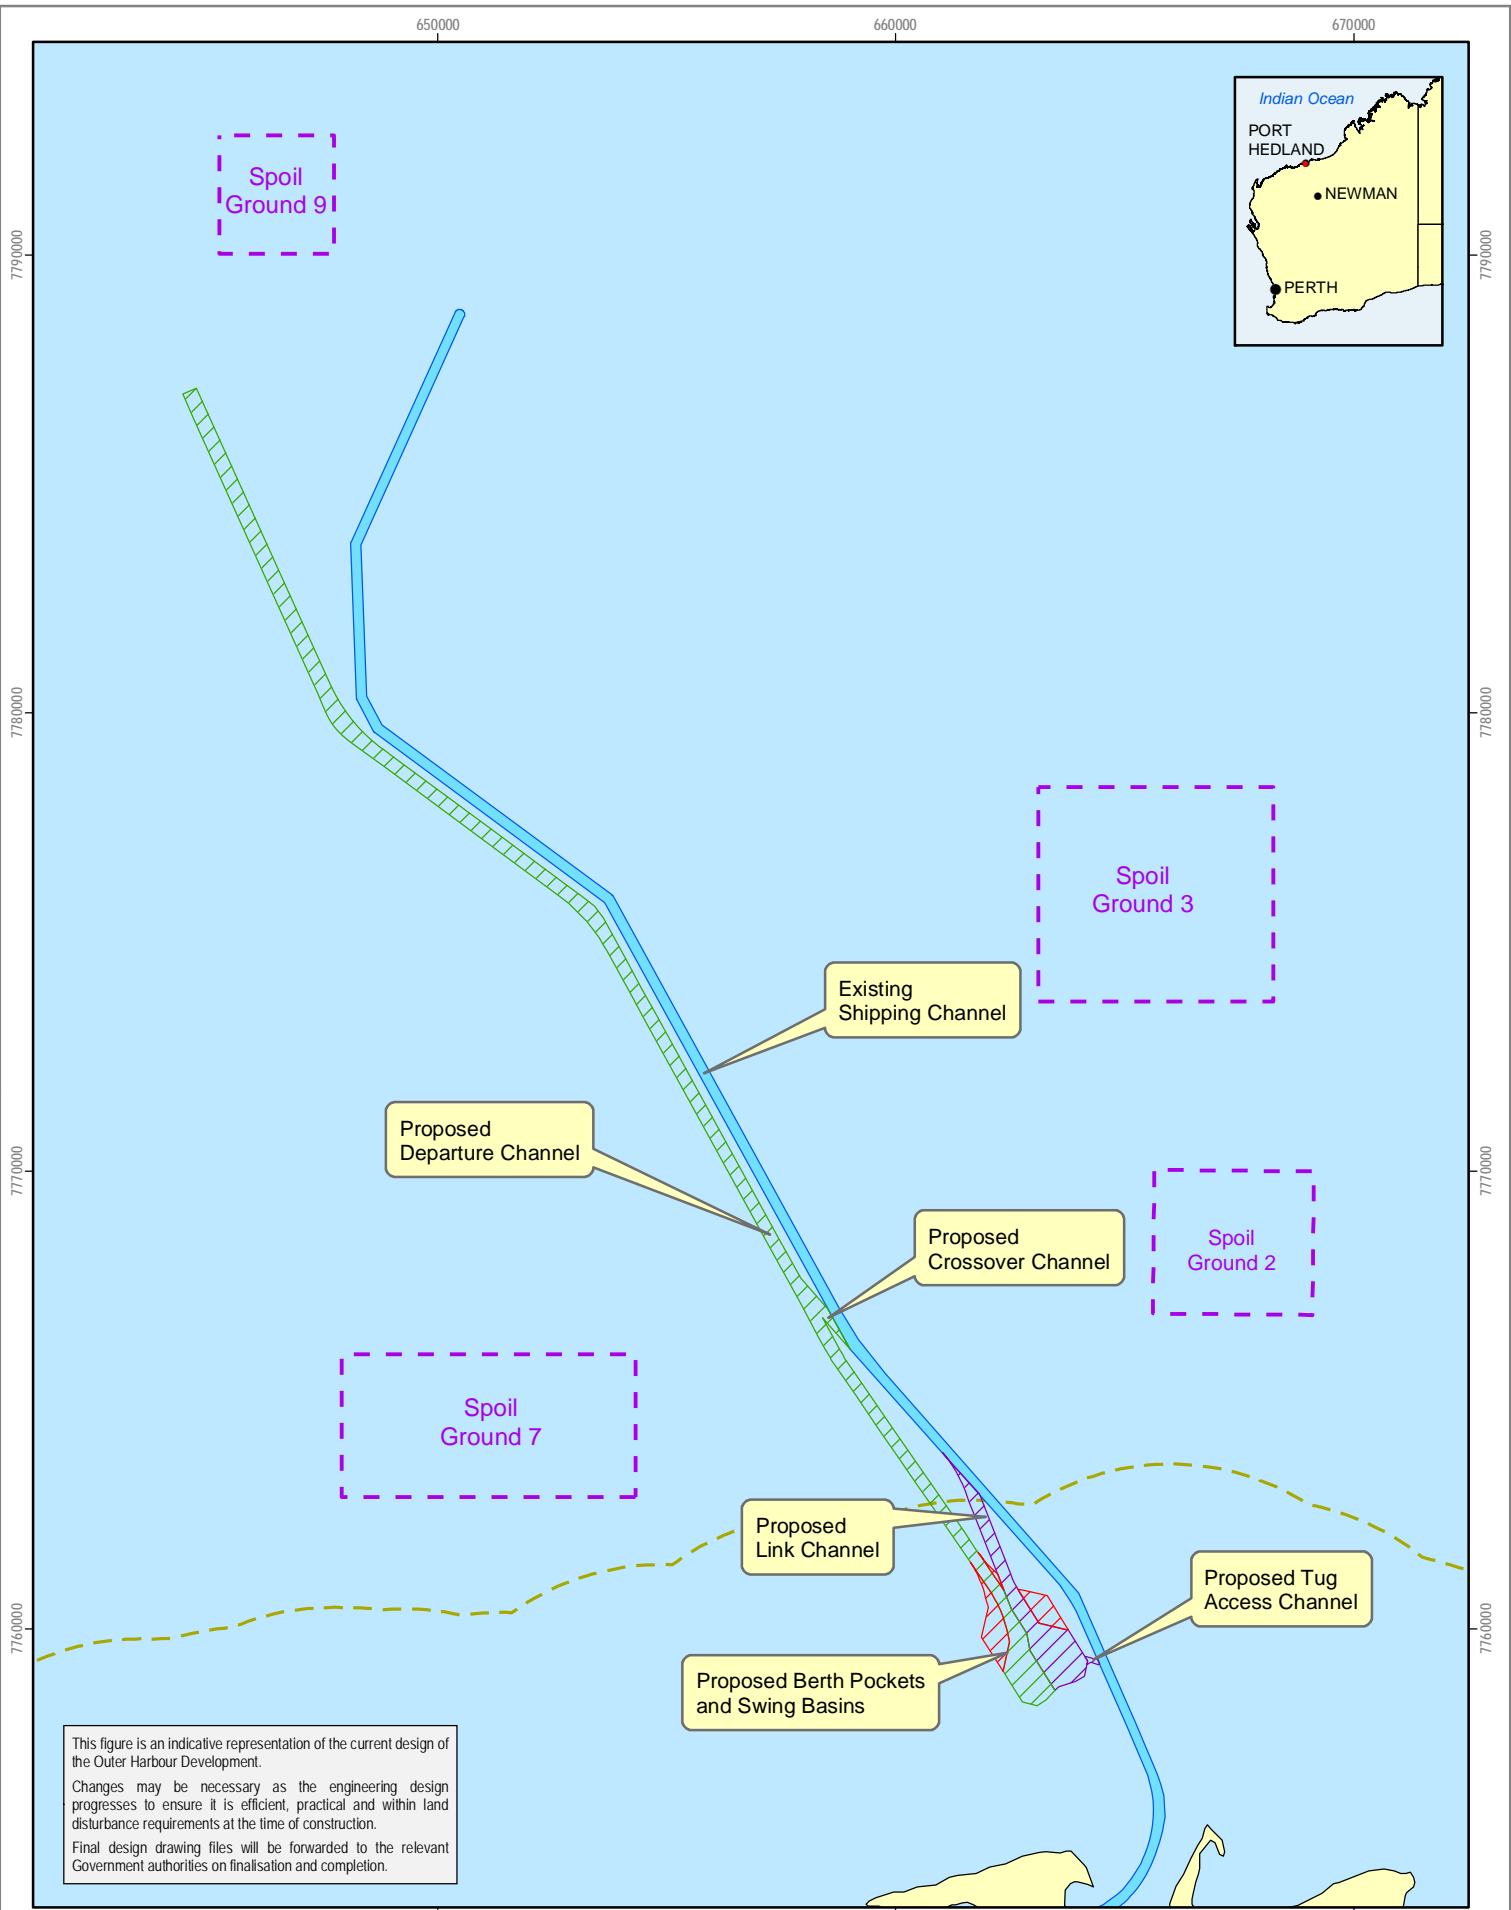 650000
660000
670000
Indian Ocean
PORT
HEDLAND
NEWMAN
PERTH
Spoil
Ground 9
7790000
7790000
7780000
7780000
Spoil
Ground 3
Existing
Shipping Channel
Proposed
Departure Channel
7770000
7770000
Proposed
Crossover Channel
Spoil
Ground 2
Spoil
Ground 7
Proposed
Link Channel
Proposed Tug
Access Channel
7760000
7760000
Proposed Berth Pockets
and Swing Basins
This figure is an indicative representation of the current design of
the Outer Harbour Development.
Changes may be necessary as the engineering design
progresses to ensure it is efficient, practical and within land
disturbance requirements at the time of construction.
Final design drawing files will be forwarded to the relevant
Government authorities on finalisation and completion.